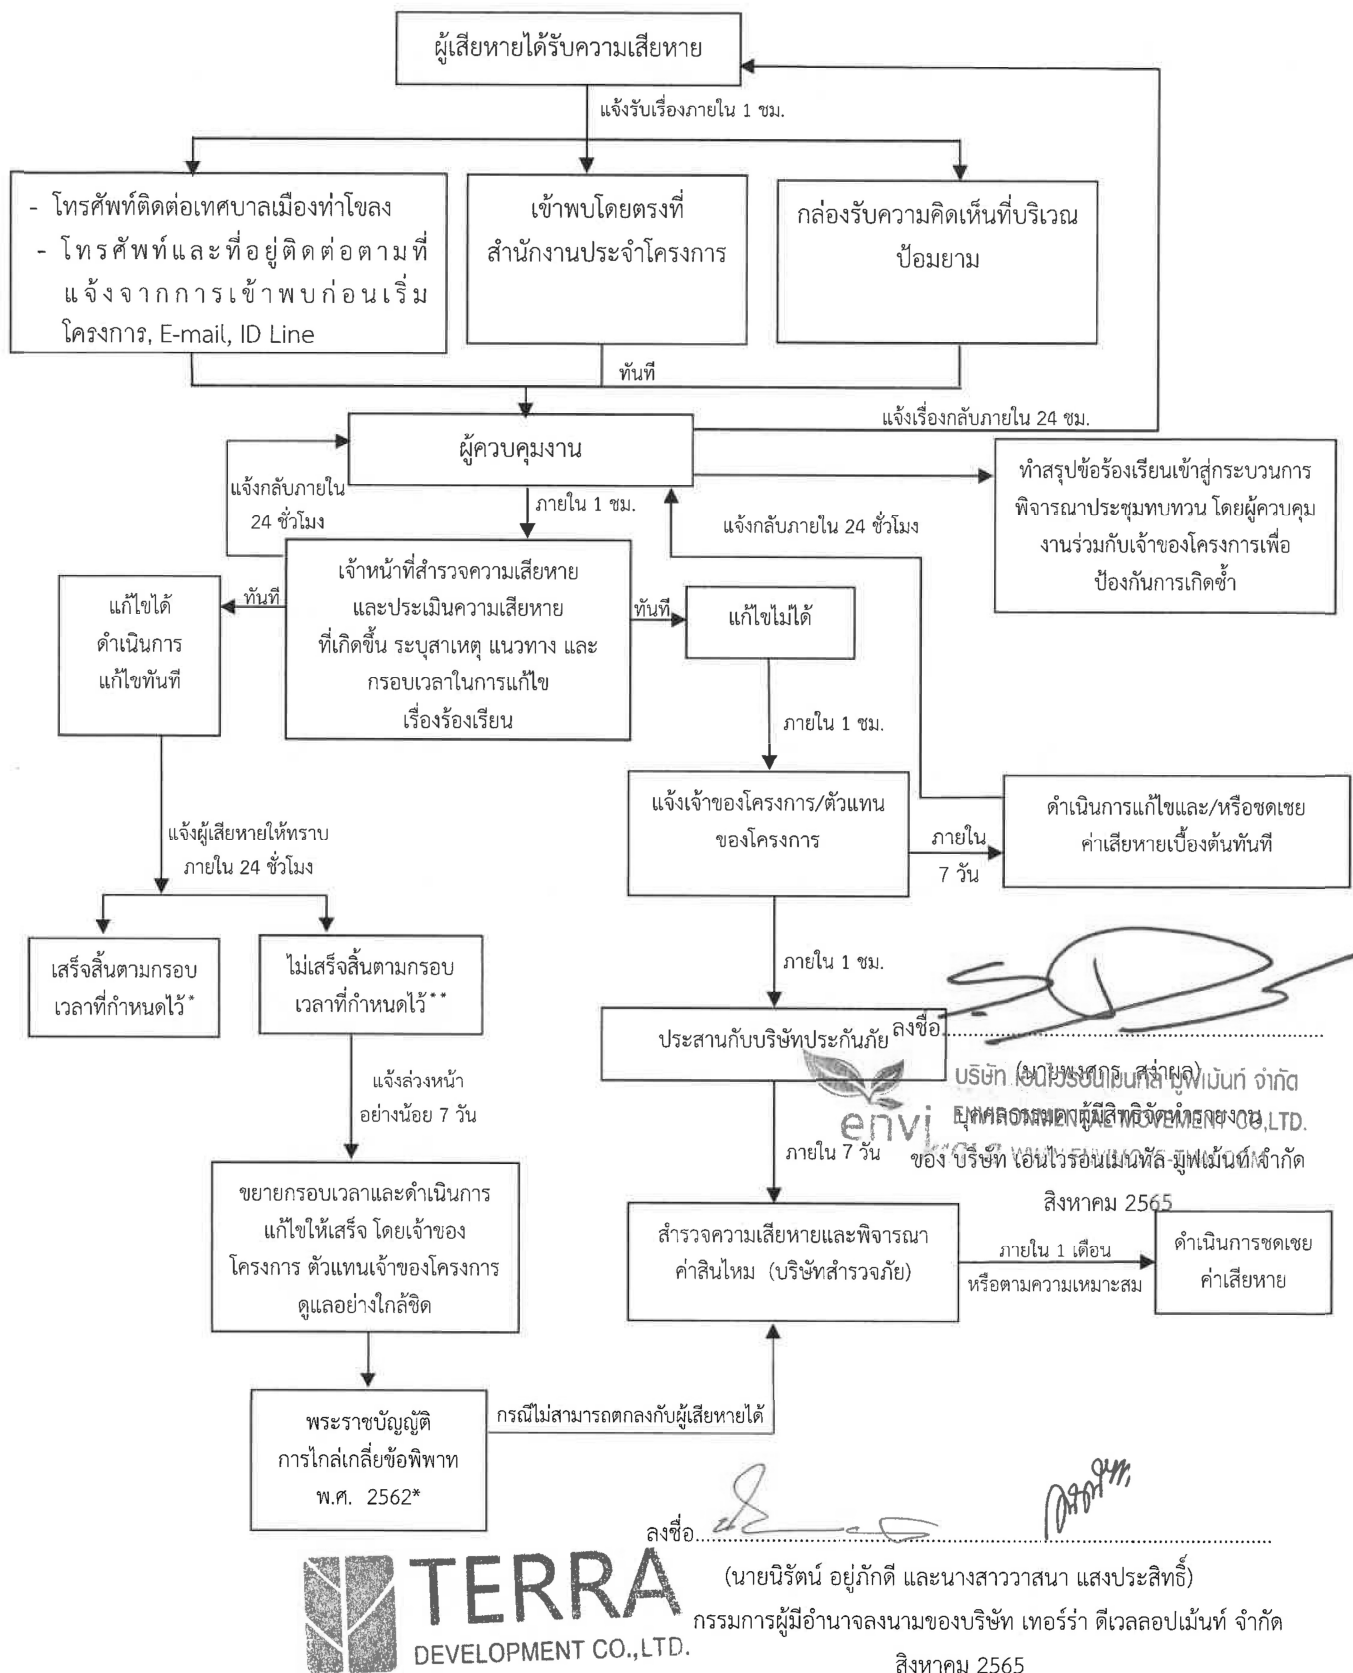 ผู้เสียหายได้รับความเสียหาย
แจ้งรับเรื่องภายใน 1 ชม.
- โทรศัพท์ติดต่อเทศบาลเมืองท่าโขลง
- โทรศัพท์และที่อยู่ติดต่อตามที่
แจ้งจากการเข้าพบก่อนเริ่ม
โครงการ, E-mail, ID Line
เข้าพบโดยตรงที่
สำนักงานประจำโครงการ
กล่องรับความคิดเห็นที่บริเวณ
ป้อมยาม
ทันที
ผู้ควบคุมงาน
แจ้งเรื่องกลับภายใน 24 ชม.
ทำสรุปข้อร้องเรียนเข้าสู่กระบวนการ
พิจารณาประชุมทบทวน โดยผู้ควบคุม
งานร่วมกับเจ้าของโครงการเพื่อ
ป้องกันการเกิดซ้ำ
แจ้งกลับภายใน
24 ชั่วโมง
ภายใน 1 ชม.
แจ้งกลับภายใน 24 ชั่วโมง
เจ้าหน้าที่สำรวจความเสียหาย
และประเมินความเสียหาย
ที่เกิดขึ้น ระบุสาเหตุ แนวทาง และ
กรอบเวลาในการแก้ไข
เรื่องร้องเรียน
ทันที
แก้ไขได้
ดำเนินการ
แก้ไขทันที
ทันที
แก้ไขไม่ได้
ภายใน 1 ชม.
แจ้งเจ้าของโครงการ/ตัวแทน
ของโครงการ
ภายใน
7 วัน
ดำเนินการแก้ไขและ/หรือชดเชย
ค่าเสียหายเบื้องต้นทันที
แจ้งผู้เสียหายให้ทราบ
ภายใน 24 ชั่วโมง
เสร็จสิ้นตามกรอบ
เวลาที่กำหนดไว้*
ไม่เสร็จสิ้นตามกรอบ
เวลาที่กำหนดไว้**
ภายใน 1 ชม.
ประสานกับบริษัทประกันภัย
ลงชื่อ
(นายพงศกร สง่าผล)
บริษัท เอนไวรอนเมนทัล มูฟเม้นท์ จำกัด
บุคคลธรรมดาผู้มีสิทธิจัดทำรายงาน
ENVIRONMENTAL MOVEMENT CO.,LTD.
envi
ของ บริษัท เอนไวรอนเมนทัล มูฟเม้นท์ จำกัด
สิงหาคม 2565
แจ้งล่วงหน้า
อย่างน้อย 7 วัน
ภายใน 7 วัน
ขยายกรอบเวลาและดำเนินการ
แก้ไขให้เสร็จ โดยเจ้าของ
โครงการ ตัวแทนเจ้าของโครงการ
ดูแลอย่างใกล้ชิด
สำรวจความเสียหายและพิจารณา
ค่าสินไหม (บริษัทสำรวจภัย)
ภายใน 1 เดือน
หรือตามความเหมาะสม
ดำเนินการชดเชย
ค่าเสียหาย
พระราชบัญญัติ
การไกล่เกลี่ยข้อพิพาท
พ.ศ. 2562*
กรณีไม่สามารถตกลงกับผู้เสียหายได้
ลงชื่อ
(นายนิรัตน์ อยู่ภักดี และนางสาววาสนา แสงประสิทธิ์)
กรรมการผู้มีอำนาจลงนามของบริษัท เทอร์ร่า ดีเวลลอปเม้นท์ จำกัด
สิงหาคม 2565
TERRA
DEVELOPMENT CO.,LTD.